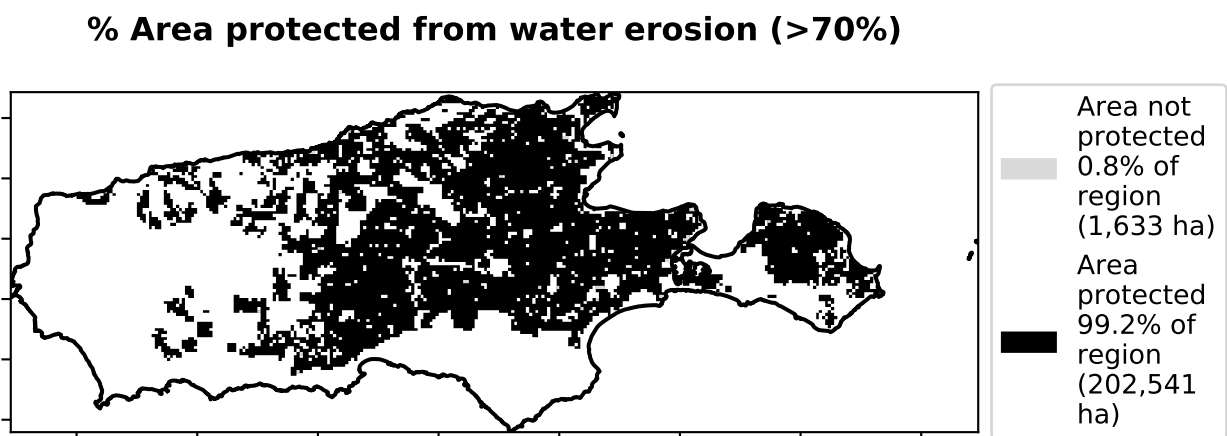 % Area protected from water erosion (>70%)
Area not
protected
0.8% of
region
(1,633 ha)
Area
protected
99.2% of
region
(202,541
ha)